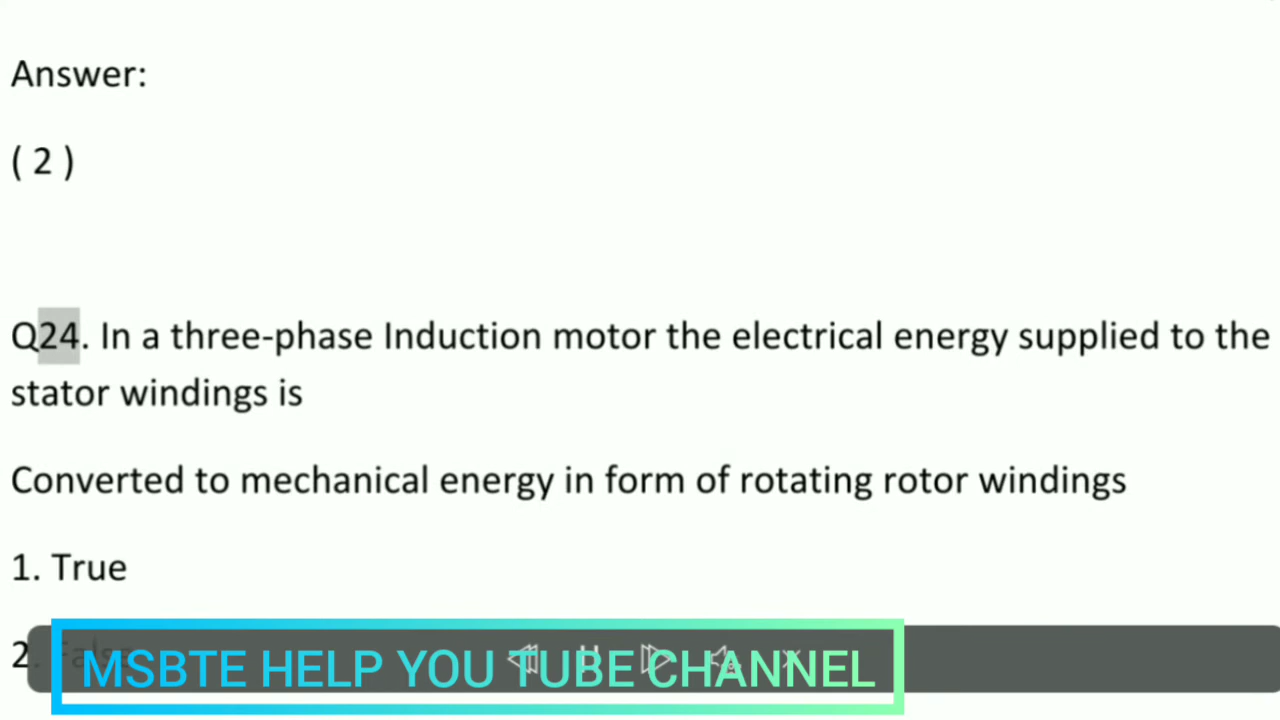 Answer:
( 2 )
Q24. In a three-phase Induction motor the electrical energy supplied to the
stator windings is
Converted to mechanical energy in form of rotating rotor windings
1. True
2. False
MSBTE HELP YOU TUBE CHANNEL